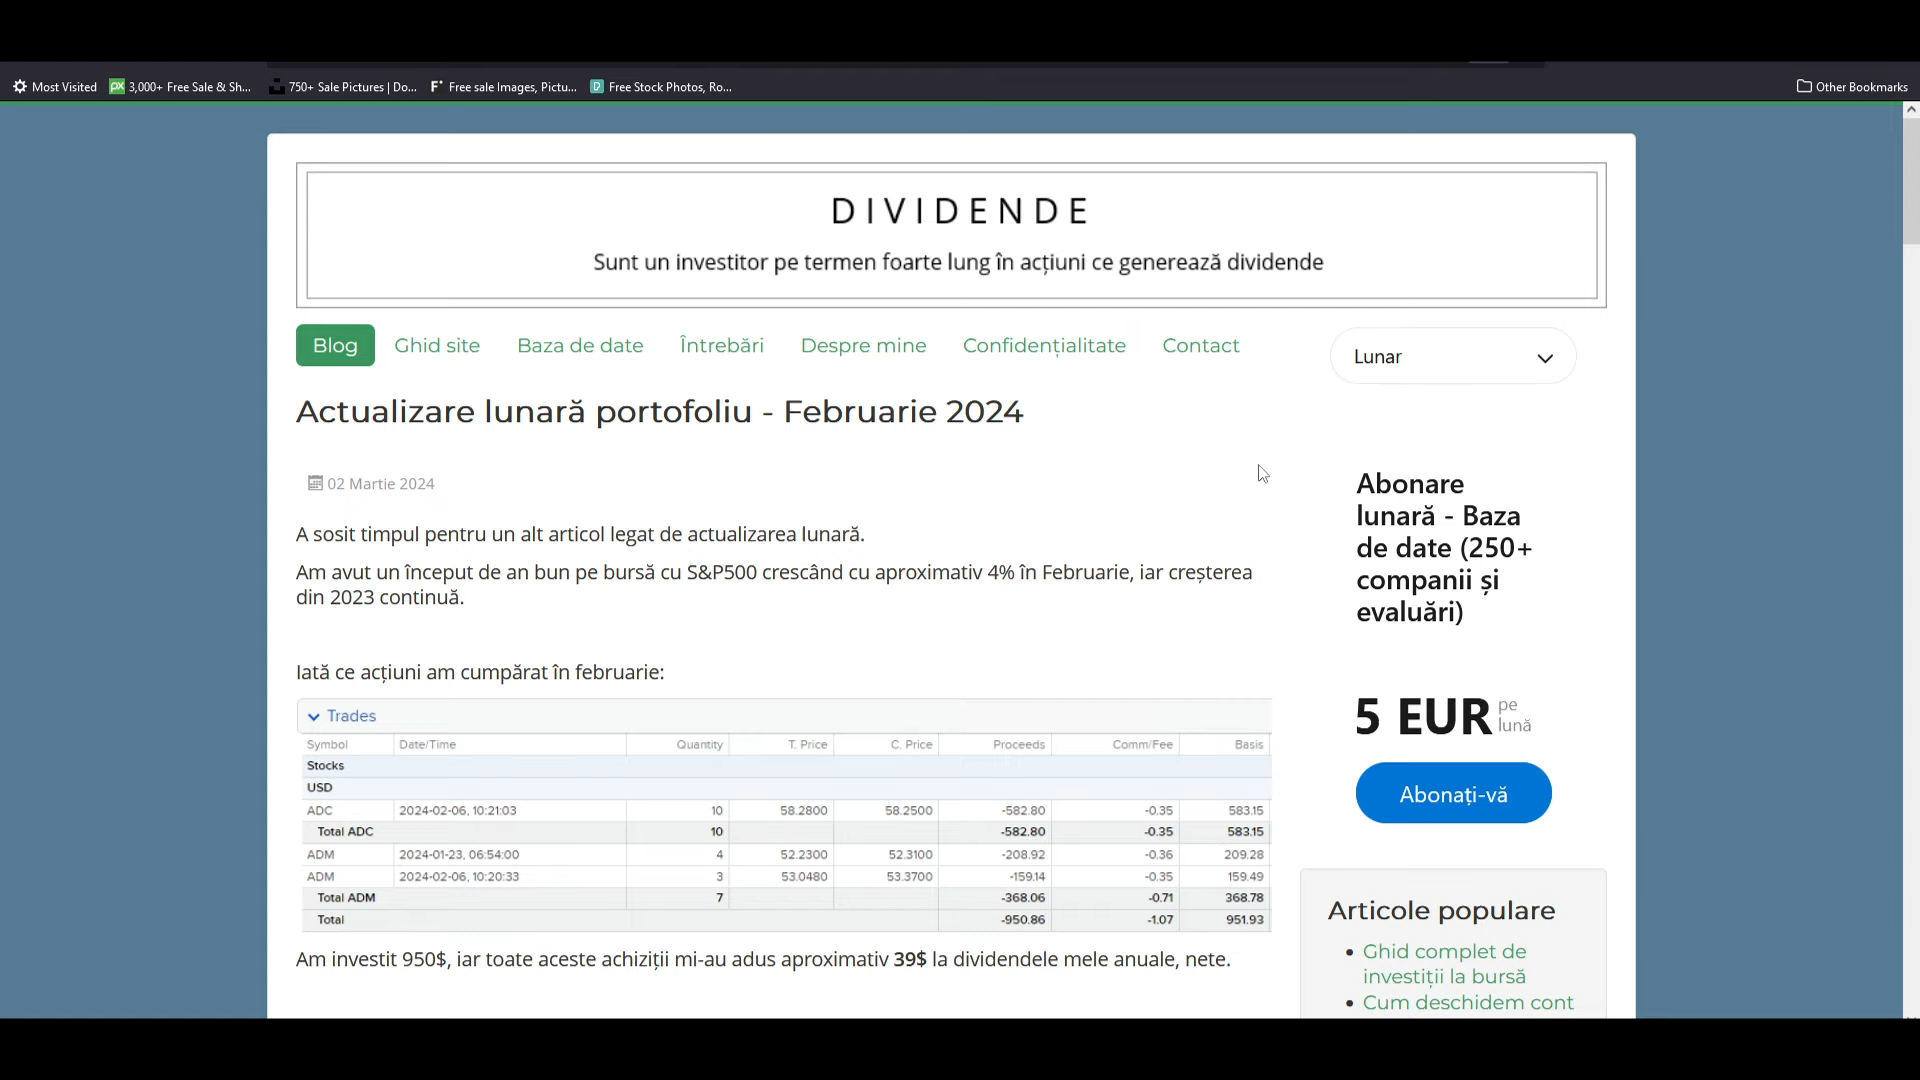 Most Visited 3,000+ Free Sale & Sh... 750+ Sale Pictures | Do... Free sale Images, Pictu... Free Stock Photos, Ro... Other Bookmarks
DIVIDENDE
Sunt un investitor pe termen foarte lung în acțiuni ce generează dividende
Blog Ghid site Baza de date Întrebări Despre mine Confidențialitate Contact
Lunar
Actualizare lunară portofoliu - Februarie 2024
02 Martie 2024
A sosit timpul pentru un alt articol legat de actualizarea lunară.
Am avut un început de an bun pe bursă cu S&P500 crescând cu aproximativ 4% în Februarie, iar creșterea
din 2023 continuă.
Iată ce acțiuni am cumpărat în februarie:
Trades
Symbol Date/Time Quantity T. Price C. Price Proceeds Comm/Fee Basis
Stocks
USD
ADC 2024-02-06, 10:21:03 10 58.2800 58.2500 -582.80 -0.35 583.15
Total ADC 10 -582.80 -0.35 583.15
ADM 2024-01-23, 06:54:00 4 52.2300 52.3100 -208.92 -0.36 209.28
ADM 2024-02-06, 10:20:33 3 53.0480 53.3700 -159.14 -0.35 159.49
Total ADM 7 -368.06 -0.71 368.78
Total -950.86 -1.07 951.93
Am investit 950$, iar toate aceste achiziții mi-au adus aproximativ 39$ la dividendele mele anuale, nete.
Abonare
lunară - Baza
de date (250+
companii și
evaluări)
5 EUR pe
lună
Abonați-vă
Articole populare
Ghid complet de
investiții la bursă
Cum deschidem cont